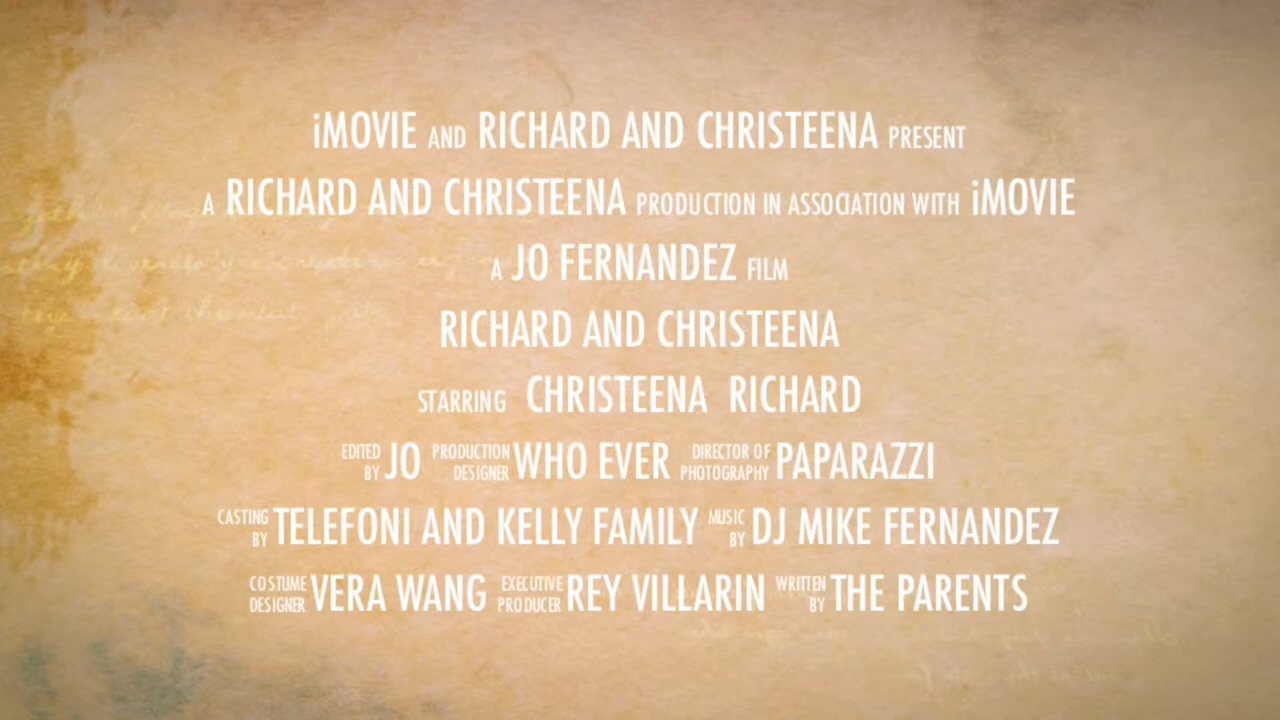 iMOVIE AND RICHARD AND CHRISTEENA PRESENT
A RICHARD AND CHRISTEENA PRODUCTION IN ASSOCIATION WITH iMOVIE
A JO FERNANDEZ FILM
RICHARD AND CHRISTEENA
STARRING CHRISTEENA RICHARD
EDITED BY JO PRODUCTION DESIGNER WHO EVER DIRECTOR OF PHOTOGRAPHY PAPARAZZI
CASTING BY TELEFONI AND KELLY FAMILY MUSIC BY DJ MIKE FERNANDEZ
COSTUME DESIGNER VERA WANG EXECUTIVE PRODUCER REY VILLARIN WRITTEN BY THE PARENTS